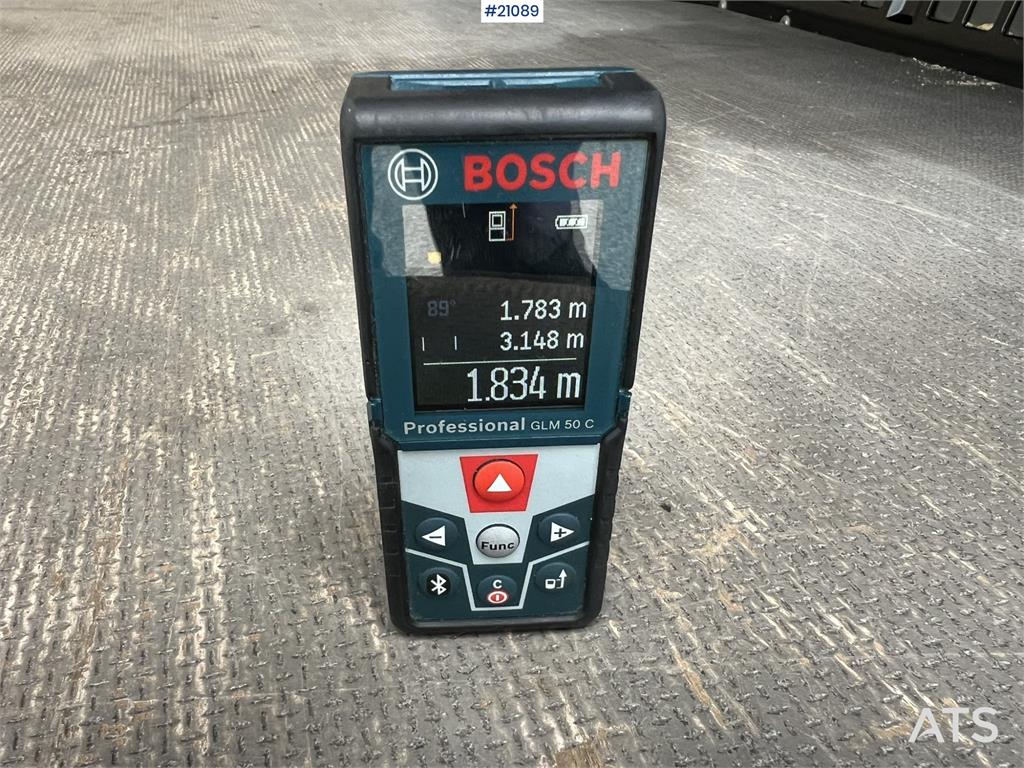 #21089
BOSCH
89° 1.783 m
3.148 m
1.834 m
Professional GLM 50 C
Func
C
ATS